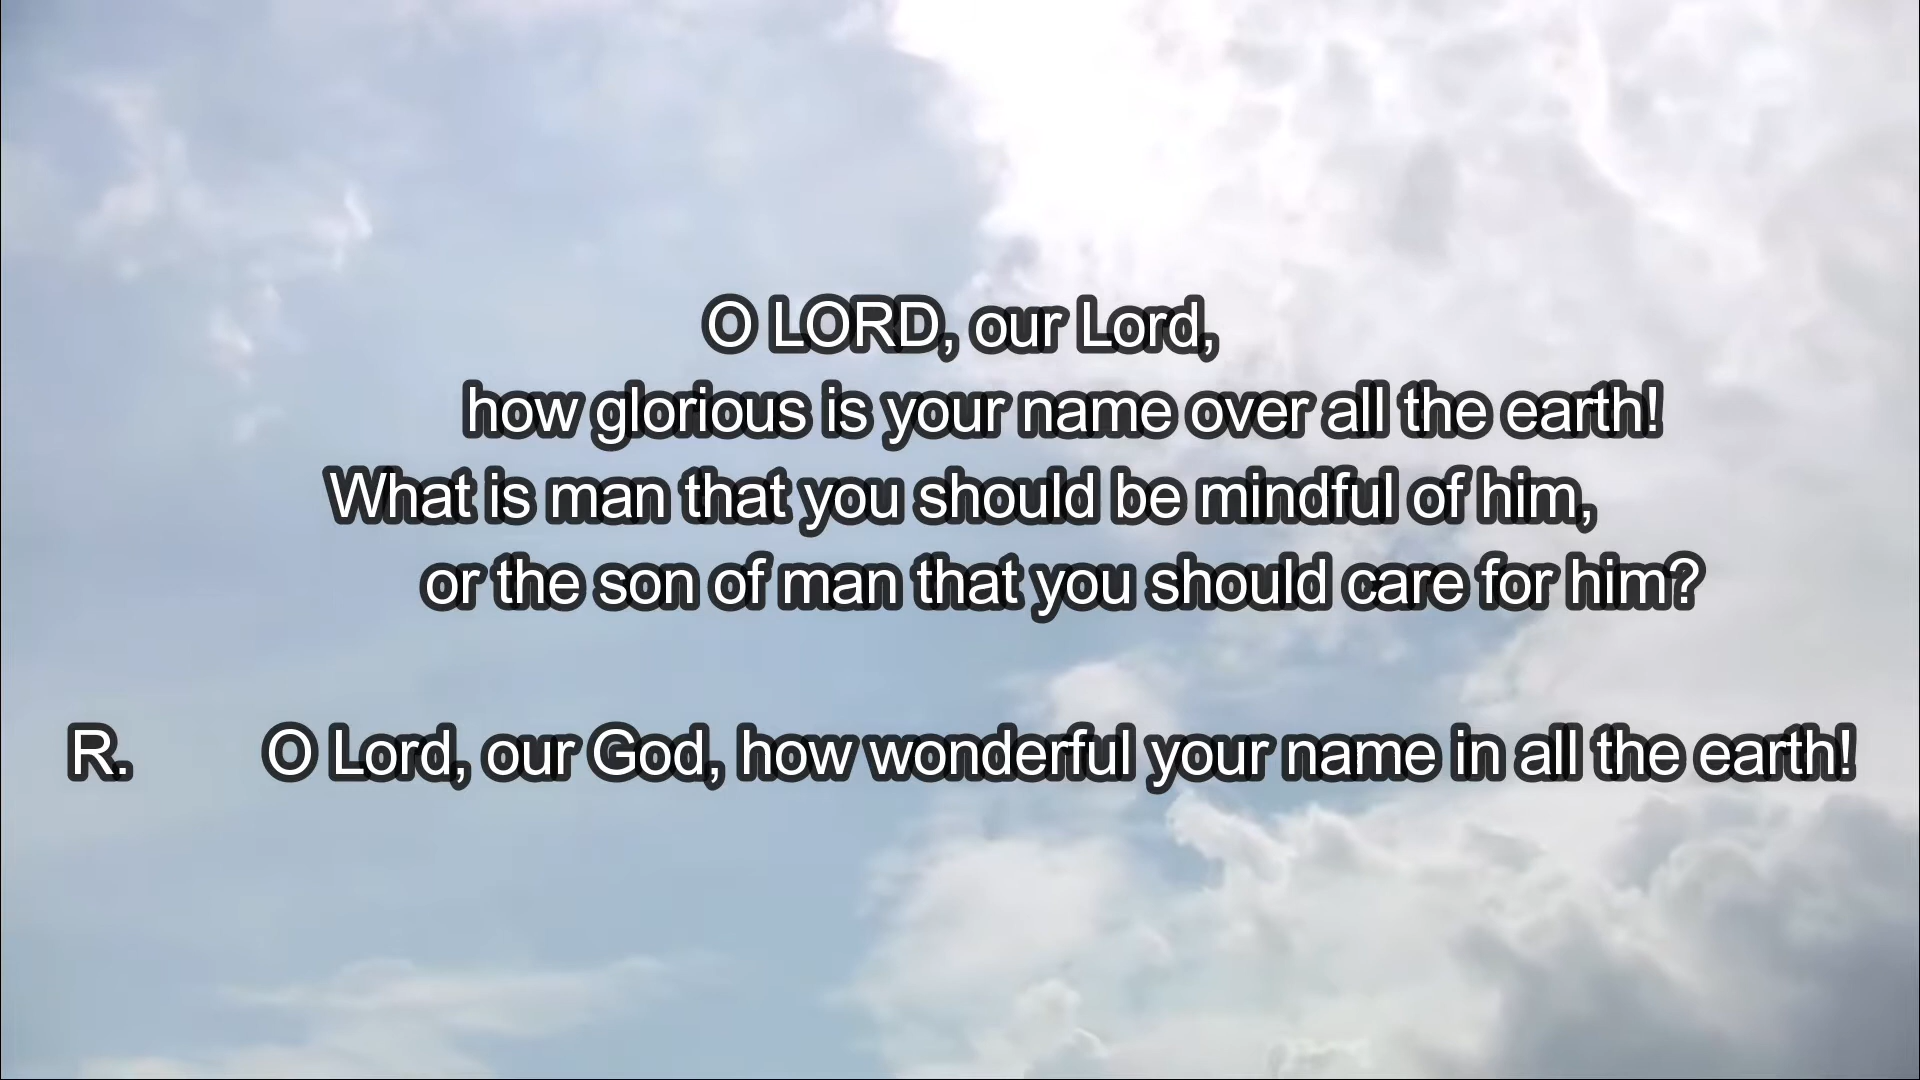 O LORD, our Lord,
how glorious is your name over all the earth!
What is man that you should be mindful of him,
or the son of man that you should care for him?
R. O Lord, our God, how wonderful your name in all the earth!